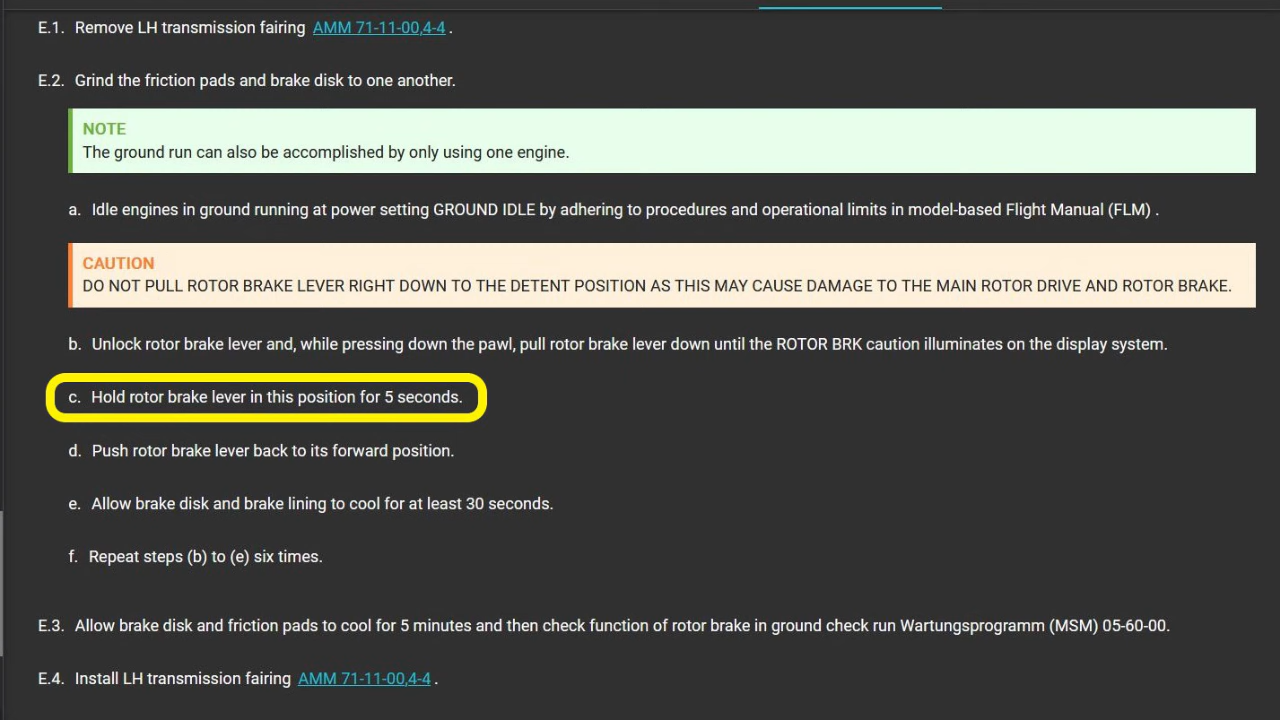 E.1. Remove LH transmission fairing AMM 71-11-00,4-4 .
E.2. Grind the friction pads and brake disk to one another.
NOTE
The ground run can also be accomplished by only using one engine.
a. Idle engines in ground running at power setting GROUND IDLE by adhering to procedures and operational limits in model-based Flight Manual (FLM) .
CAUTION
DO NOT PULL ROTOR BRAKE LEVER RIGHT DOWN TO THE DETENT POSITION AS THIS MAY CAUSE DAMAGE TO THE MAIN ROTOR DRIVE AND ROTOR BRAKE.
b. Unlock rotor brake lever and, while pressing down the pawl, pull rotor brake lever down until the ROTOR BRK caution illuminates on the display system.
c. Hold rotor brake lever in this position for 5 seconds.
d. Push rotor brake lever back to its forward position.
e. Allow brake disk and brake lining to cool for at least 30 seconds.
f. Repeat steps (b) to (e) six times.
E.3. Allow brake disk and friction pads to cool for 5 minutes and then check function of rotor brake in ground check run Wartungsprogramm (MSM) 05-60-00.
E.4. Install LH transmission fairing AMM 71-11-00,4-4 .